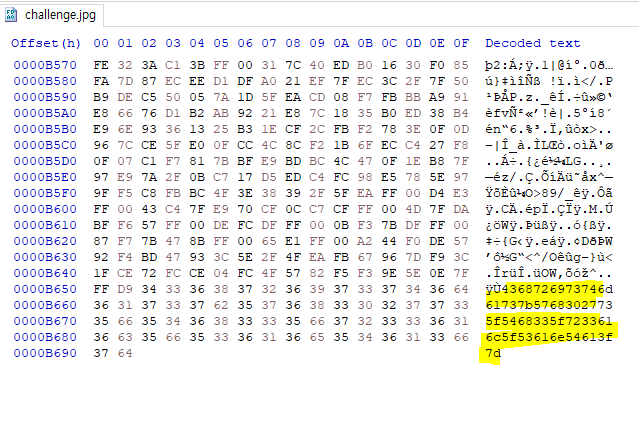 challenge.jpg
Offset(h) 00 01 02 03 04 05 06 07 08 09 0A 0B 0C 0D 0E 0F Decoded text
0000B570 FE 32 3A C1 3B FF 00 31 7C 40 ED B0 16 30 F0 85 þ2:Á;ÿ.1|@í°.0ð…
0000B580 FA 7D 87 EC EE D1 DF A0 21 EF 7F EC 3C 2F 7F 50 ú}‡ìîÑß !ï.ì</.P
0000B590 B9 DE C5 50 05 7A 1D 5F EA CD 08 F7 FB BB A9 91 ¹ÞÅP.z._êÍ.÷û»©‘
0000B5A0 E8 66 76 D1 B2 AB 92 21 E8 7C 18 35 B0 ED 38 B4 èfvÑ²«’!è|.5°í8´
0000B5B0 E9 6E 93 36 13 25 B3 1E CF 2C FB F2 78 3E 0F 0D én“6.%³.Ï,ûòx>..
0000B5C0 96 7C CE 5F E0 0F CC 4C 8C F2 1B 6F EC C4 27 F8 –|Î_à.ÌLŒò.oìÄ'ø
0000B5D0 0F 07 C1 F7 81 7B BF E9 BD BC 4C 47 0F 1E B8 7F ..Á÷.{¿é½¼LG..¸.
0000B5E0 97 E9 7A 2F 0B C7 17 D5 ED C4 FC 98 E5 78 5E 97 —éz/.Ç.ÕíÄü˜åx^—
0000B5F0 9F F5 C8 FB BC 4F 3E 38 39 2F 5F EA FF 00 D4 E3 ŸõÈû¼O>89/_êÿ.Ôã
0000B600 FF 00 43 C4 7F E9 70 CF 0C C7 CF FF 00 4D 7F DA ÿ.CÄ.épÏ.ÇÏÿ.M.Ú
0000B610 BF F6 57 FF 00 DE FC DF FF 00 0B F3 7B DF FF 00 ¿öWÿ.Þüßÿ..ó{ßÿ.
0000B620 87 F7 7B 47 8B FF 00 65 E1 FF 00 A2 44 F0 DE 57 ‡÷{G‹ÿ.eáÿ.¢DðÞW
0000B630 92 F4 BD 47 93 3C 5E 2F 4F EA FB 67 96 7D F9 3C ’ô½G“<^/Oêûg–}ù<
0000B640 1F CE 72 FC CE 04 FC 4F 57 82 F5 F3 9E 5E 0E 7F .ÎrüÎ.üOW‚õóž^..
0000B650 FF D9 34 33 36 38 37 32 36 39 37 33 37 34 36 64 ÿÙ4368726973746d
0000B660 36 31 37 33 37 62 35 37 36 38 33 30 32 37 37 33 61737b5768302773
0000B670 35 66 35 34 36 38 33 33 35 66 37 32 33 33 36 31 5f5468335f723361
0000B680 36 63 35 66 35 33 36 31 36 65 35 34 36 31 33 66 6c5f53616e54613f
0000B690 37 64 7d